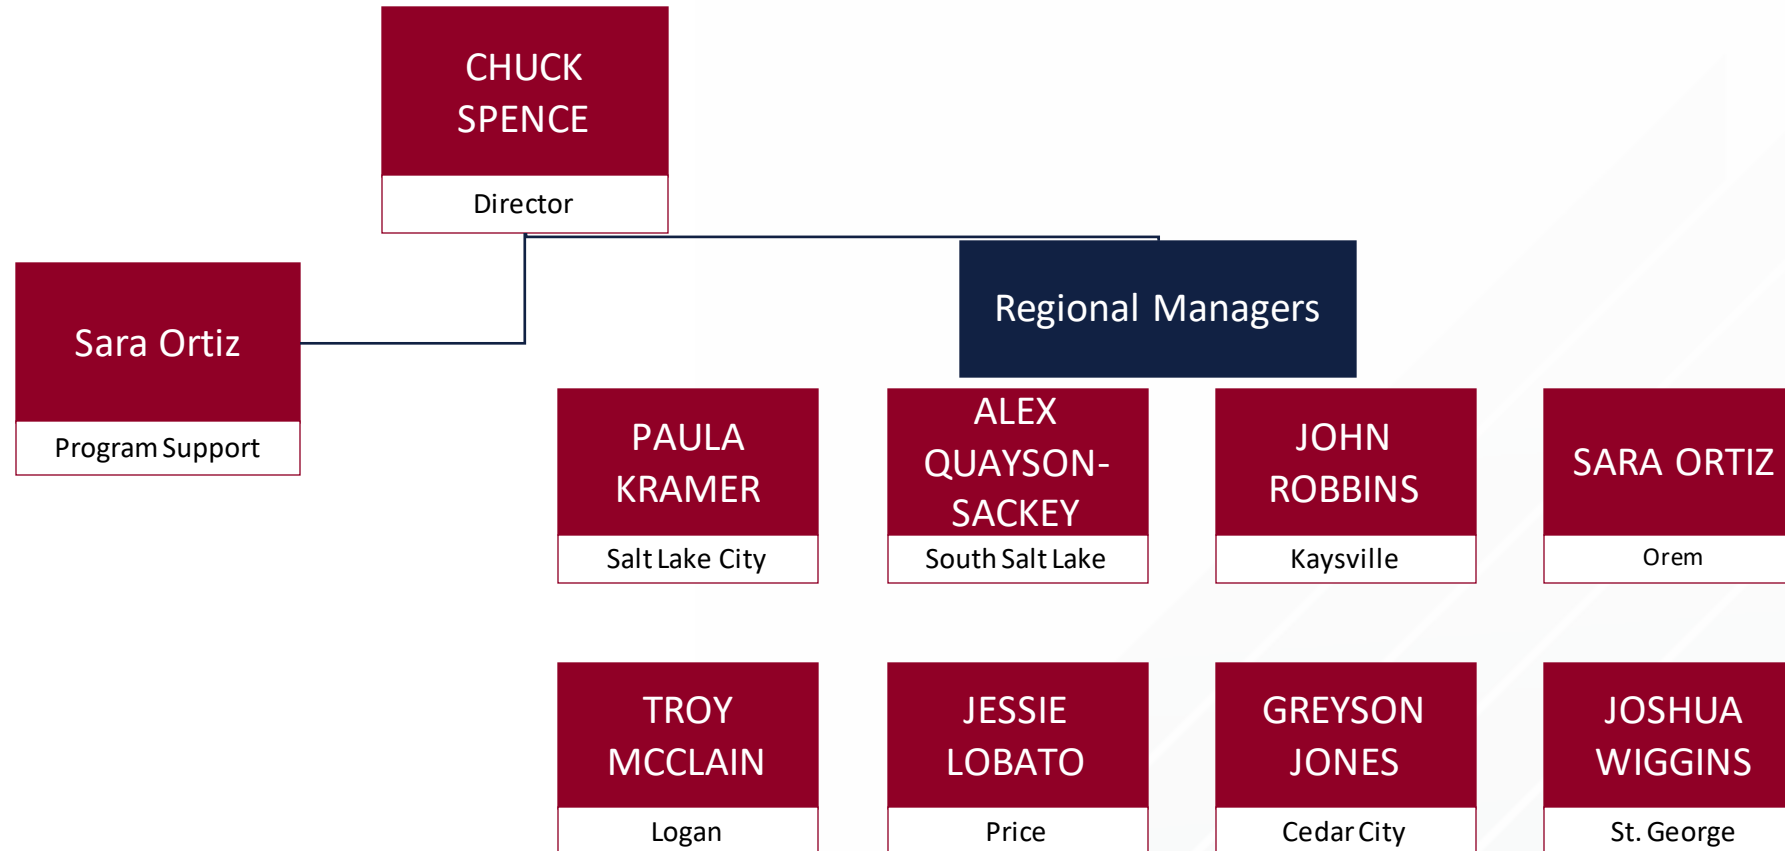 CHUCK
SPENCE
Director
Regional Managers
Sara Ortiz
Program Support
PAULA
KRAMER
Salt Lake City
ALEX
QUAYSON-
SACKEY
South Salt Lake
JOHN
ROBBINS
Kaysville
SARA ORTIZ
Orem
TROY
MCCLAIN
Logan
JESSIE
LOBATO
Price
GREYSON
JONES
Cedar City
JOSHUA
WIGGINS
St. George